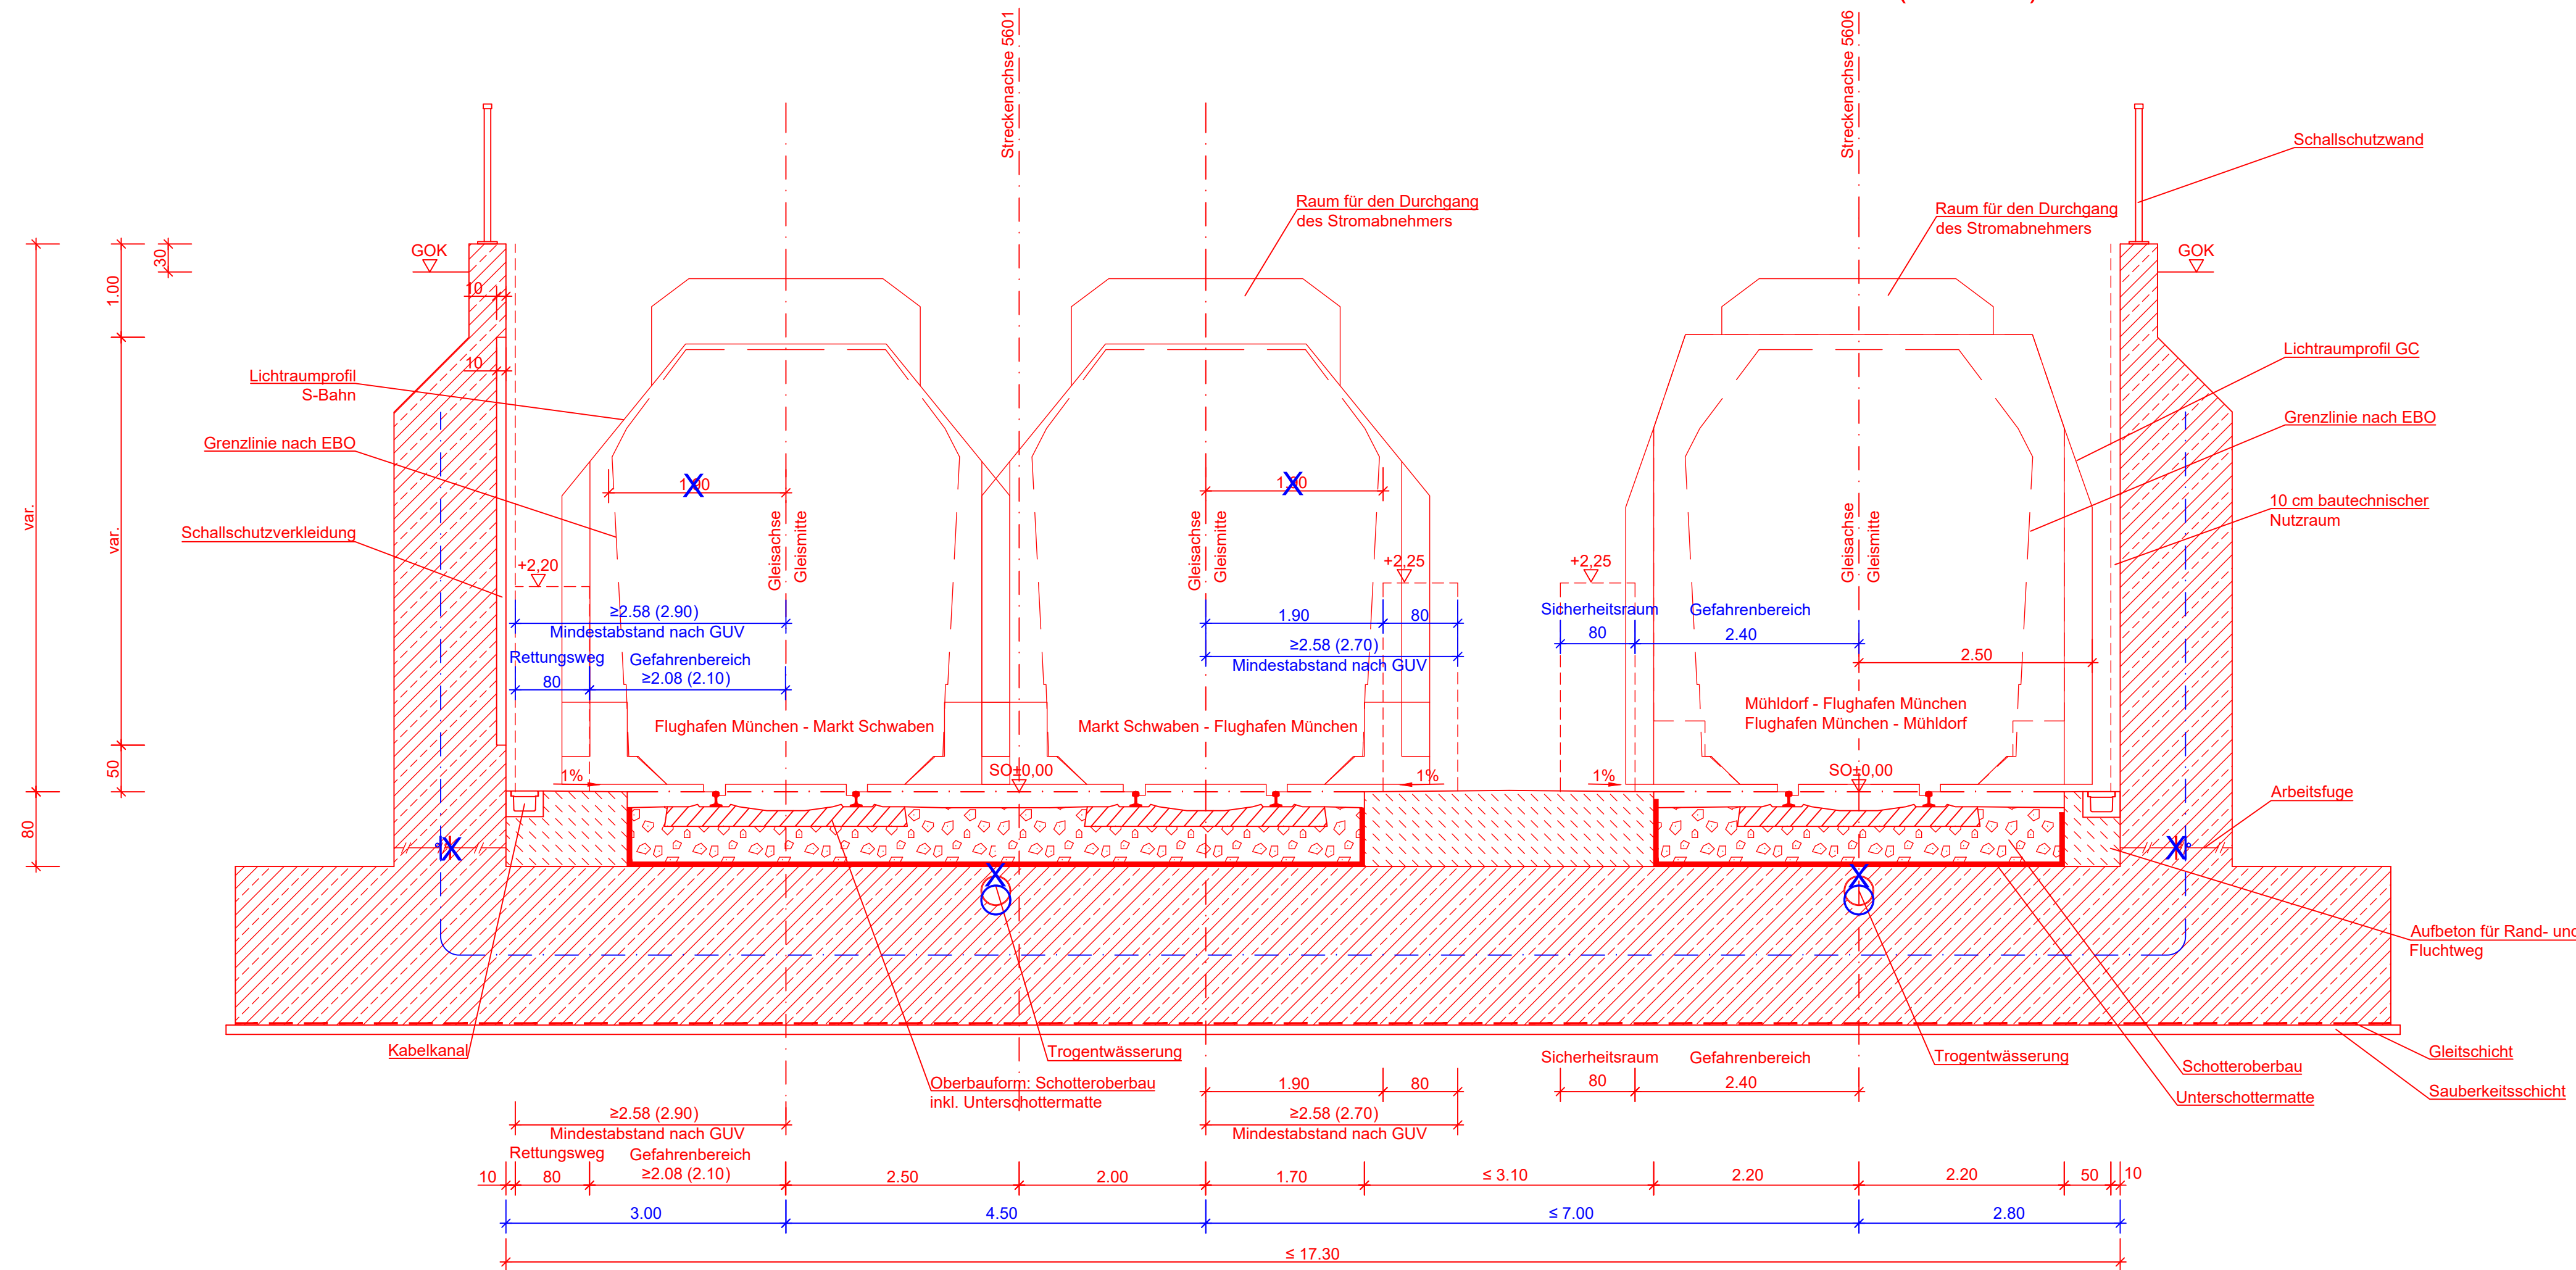 Streckenachse 5601
Streckenachse 5606
Schallschutzwand
Raum für den Durchgang
des Stromabnehmers
Raum für den Durchgang
des Stromabnehmers
GOK
GOK
30
1.00
10
10
Lichtraumprofil
S-Bahn
Lichtraumprofil GC
Grenzlinie nach EBO
Grenzlinie nach EBO
1.90
X
1.90
X
var.
var.
Schallschutzverkleidung
10 cm bautechnischer
Nutzraum
Gleisachse
Gleismitte
Gleisachse
Gleismitte
Gleisachse
Gleismitte
+2,20
+2,25
+2,25
≥2.58 (2.90)
Mindestabstand nach GUV
1.90
80
≥2.58 (2.70)
Mindestabstand nach GUV
Sicherheitsraum
Gefahrenbereich
80
2.40
2.50
Rettungsweg
Gefahrenbereich
80
≥2.08 (2.10)
Flughafen München - Markt Schwaben
Markt Schwaben - Flughafen München
Mühldorf - Flughafen München
Flughafen München - Mühldorf
50
1%
SO±0,00
1%
1%
SO±0,00
Arbeitsfuge
80
X
X
X
X
Aufbeton für Rand- und
Fluchtweg
Kabelkanal
Trogentwässerung
Oberbauform: Schotteroberbau
inkl. Unterschottermatte
Sicherheitsraum
Gefahrenbereich
80
2.40
Trogentwässerung
Schotteroberbau
Unterschottermatte
Gleitschicht
Sauberkeitsschicht
1.90
80
≥2.58 (2.70)
Mindestabstand nach GUV
≥2.58 (2.90)
Mindestabstand nach GUV
Rettungsweg
Gefahrenbereich
10
80
≥2.08 (2.10)
2.50
2.00
1.70
≤ 3.10
2.20
2.20
50
10
3.00
4.50
≤ 7.00
2.80
≤ 17.30